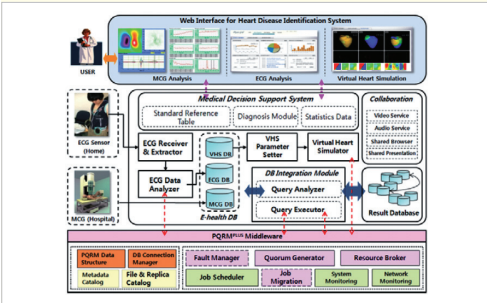 Web Interface for Heart Disease Identification System
USER
MCG Analysis
ECG Analysis
Virtual Heart Simulation
Medical Decision Support System
Standard Reference
Table
Diagnosis Module
Statistics Data
Collaboration
Video Service
Audio Service
Shared Browser
Shared Presentation
ECG Sensor
(Home)
ECG Receiver
& Extractor
VHS DB
VHS
Parameter
Setter
Virtual Heart
Simulator
ECG Data
Analyzer
ECG DB
MCG DB
E-health DB
DB Integration Module
Query Analyzer
Query Executor
Result Database
MCG (Hospital)
PQRMPLUS Middleware
PQRM Data
Structure
DB Connection
Manager
Metadata
Catalog
File & Replica
Catalog
Fault Manager
Quorum Generator
Resource Broker
Job Scheduler
Job
Migration
System
Monitoring
Network
Monitoring